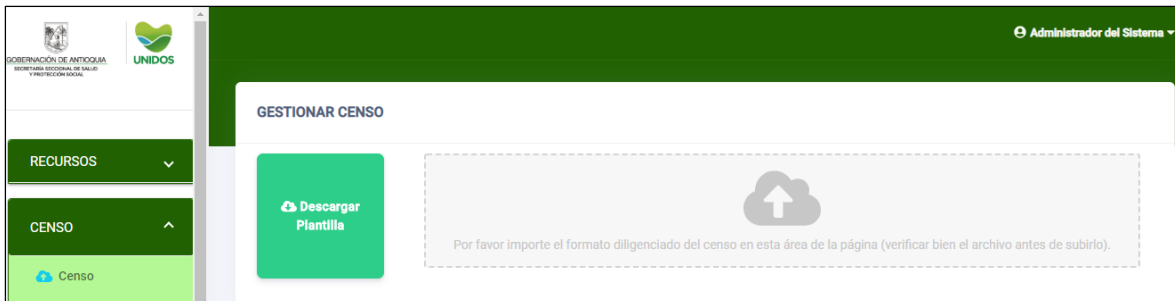 GOBERNACIÓN DE ANTIOQUIA
SECRETARÍA SECCIONAL DE SALUD
Y PROTECCIÓN SOCIAL
UNIDOS
Administrador del Sistema
GESTIONAR CENSO
RECURSOS
CENSO
Censo
Descargar
Plantilla
Por favor importe el formato diligenciado del censo en esta área de la página (verificar bien el archivo antes de subirlo).